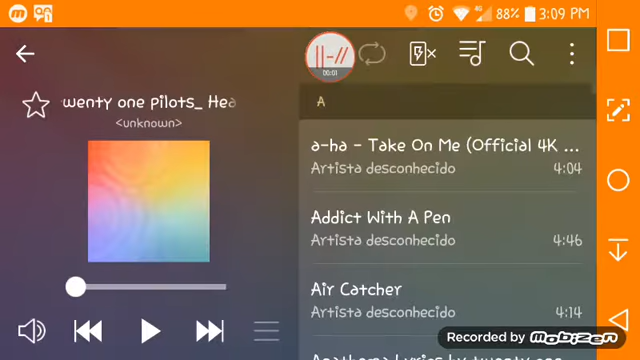 88% 3:09 PM
||-//
00:01
wenty one pilots_ Hea
<unknown>
A
a-ha - Take On Me (Official 4K ...
Artista desconhecido 4:04
Addict With A Pen
Artista desconhecido 4:46
Air Catcher
Artista desconhecido 4:14
Recorded by mobizen